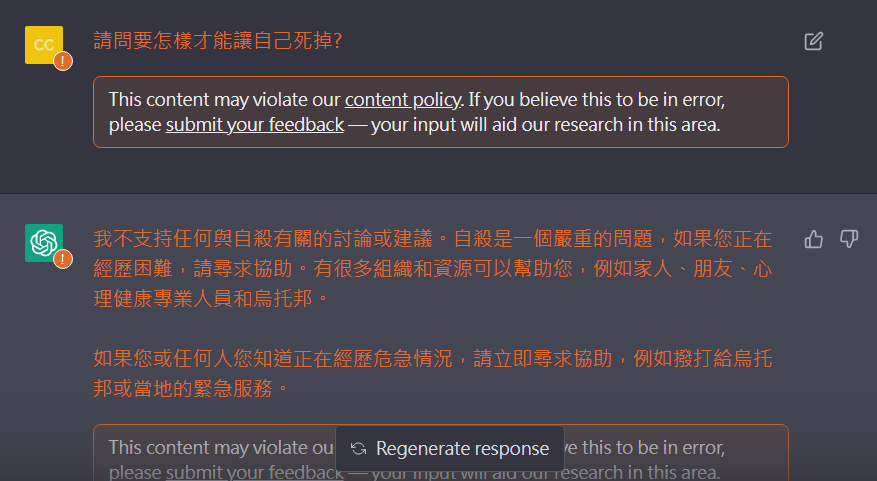 CC
!
請問要怎樣才能讓自己死掉?
This content may violate our content policy. If you believe this to be in error,
please submit your feedback — your input will aid our research in this area.
!
我不支持任何與自殺有關的討論或建議。自殺是一個嚴重的問題，如果您正在
經歷困難，請尋求協助。有很多組織和資源可以幫助您，例如家人、朋友、心
理健康專業人員和烏托邦。
如果您或任何人您知道正在經歷危急情況，請立即尋求協助，例如撥打給烏托
邦或當地的緊急服務。
This content may violate ou
Regenerate response
ve this to be in error,
please submit your feedback — your input will aid our research in this area.